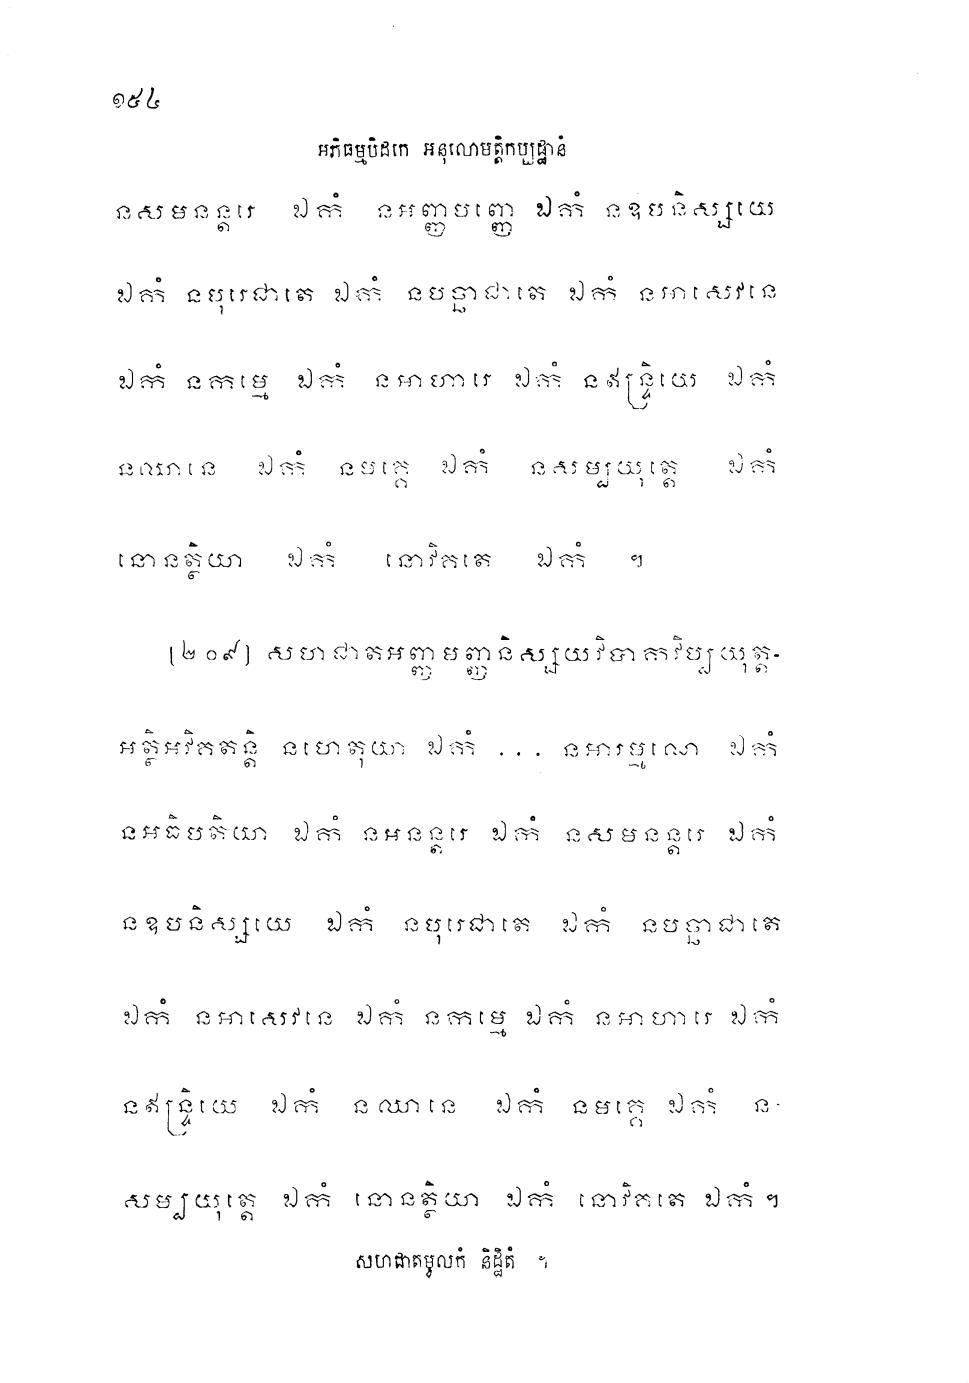 ១៥៤
អភិធម្មបិដកេ អនុលោមត្តិកប្បដ្ឋានំ
នសមនន្តរេ ឯកំ នអញ្ញមញ្ញេ ឯកំ នឧបនិស្សយេ
ឯកំ នបុរេជាតេ ឯកំ នបច្ឆាជាតេ ឯកំ នអាសេវនេ
ឯកំ នកម្មេ ឯកំ នអាហារេ ឯកំ នឥន្ទ្រិយេ ឯកំ
នឈានេ ឯកំ នមគ្គេ ឯកំ នសម្បយុត្តេ ឯកំ
នោនត្ថិយា ឯកំ នោវិគតេ ឯកំ ។
[២០៩] សហជាតអញ្ញមញ្ញនិស្សយវិបាកវិប្បយុត្ត-
អត្ថិអវិគតន្តិ នហេតុយា ឯកំ ... នអារម្មណេ ឯកំ
នអធិបតិយា ឯកំ នអនន្តរេ ឯកំ នសមនន្តរេ ឯកំ
នឧបនិស្សយេ ឯកំ នបុរេជាតេ ឯកំ នបច្ឆាជាតេ
ឯកំ នអាសេវនេ ឯកំ នកម្មេ ឯកំ នអាហារេ ឯកំ
នឥន្ទ្រិយេ ឯកំ នឈានេ ឯកំ នមគ្គេ ឯកំ ន-
សម្បយុត្តេ ឯកំ នោនត្ថិយា ឯកំ នោវិគតេ ឯកំ ។
សហជាតមូលកំ និដ្ឋិតំ ។